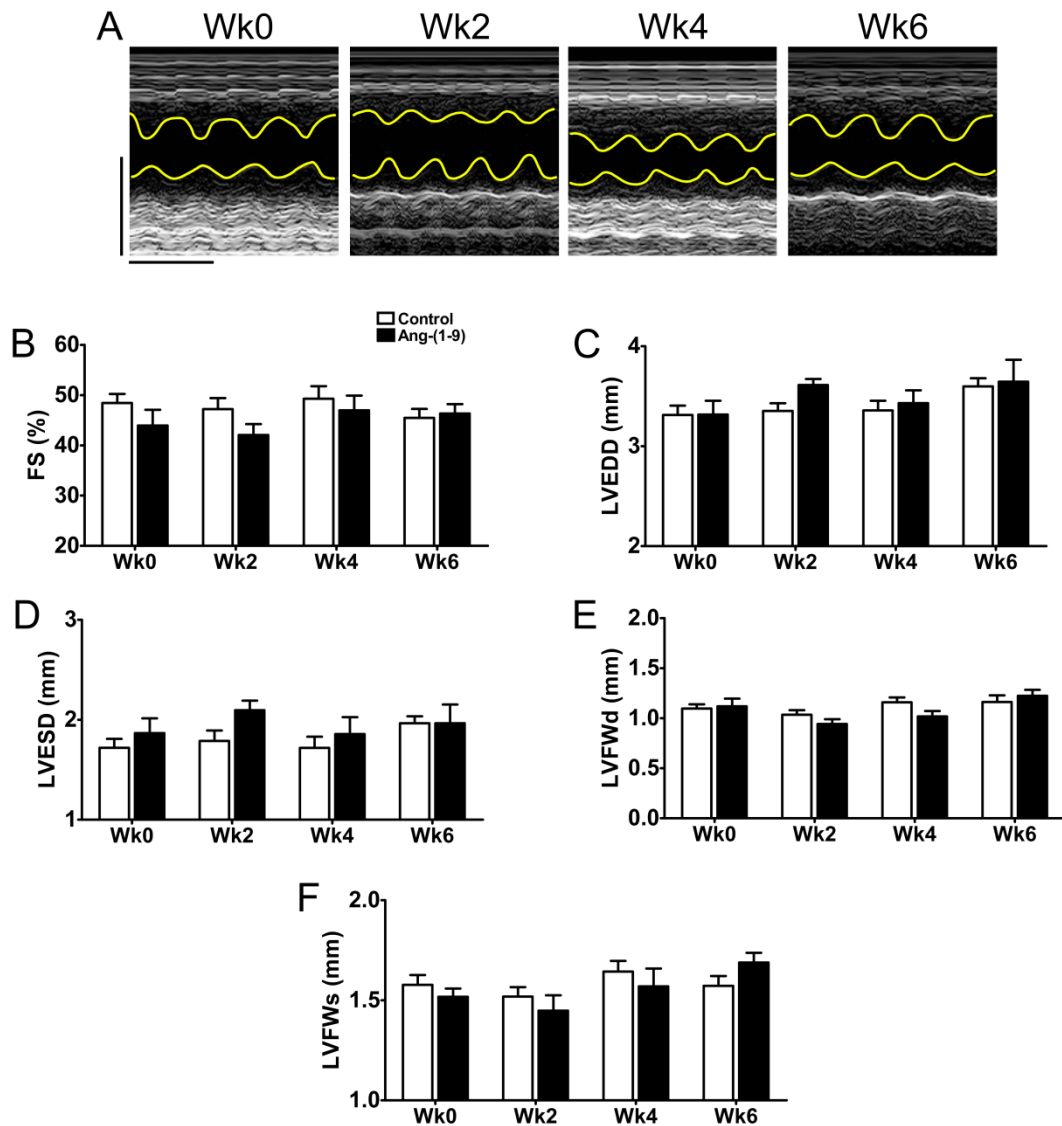 A
Wk0 Wk2 Wk4 Wk6
Control
Ang-(1-9)
B
FS (%)
60
50
40
30
20
Wk0 Wk2 Wk4 Wk6
C
LVEDD (mm)
4
3
2
Wk0 Wk2 Wk4 Wk6
D
LVESD (mm)
3
2
1
Wk0 Wk2 Wk4 Wk6
E
LVFWd (mm)
2.0
1.5
1.0
0.5
0.0
Wk0 Wk2 Wk4 Wk6
F
LVFWs (mm)
2.0
1.5
1.0
Wk0 Wk2 Wk4 Wk6